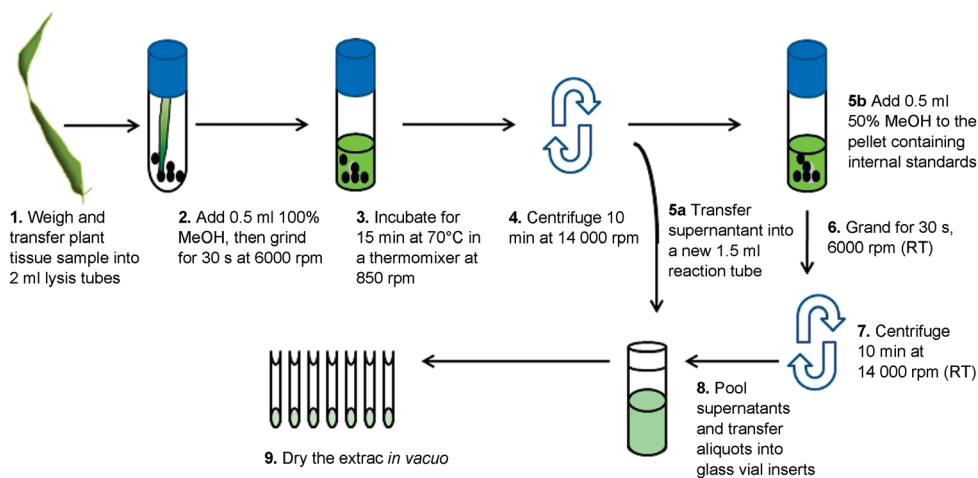 1. Weigh and
transfer plant
tissue sample into
2 ml lysis tubes
2. Add 0.5 ml 100%
MeOH, then grind
for 30 s at 6000 rpm
3. Incubate for
15 min at 70°C in
a thermomixer at
850 rpm
4. Centrifuge 10
min at 14 000 rpm
5a Transfer
supernatant into
a new 1.5 ml
reaction tube
5b Add 0.5 ml
50% MeOH to the
pellet containing
internal standards
6. Grand for 30 s,
6000 rpm (RT)
7. Centrifuge
10 min at
14 000 rpm (RT)
8. Pool
supernatants
and transfer
aliquots into
glass vial inserts
9. Dry the extrac in vacuo